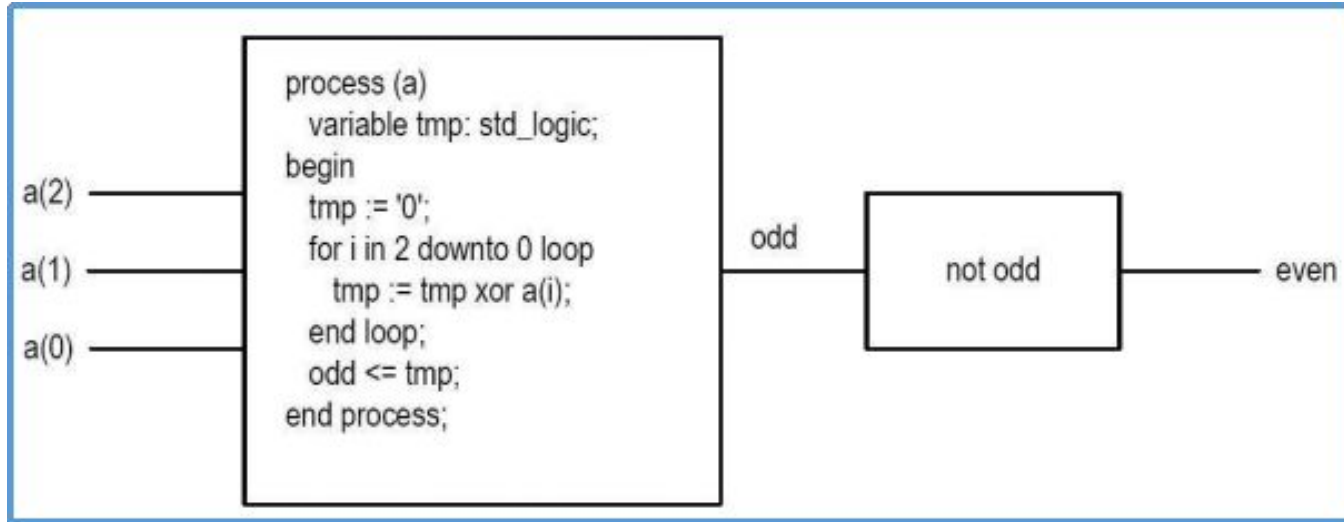 process (a)
variable tmp: std_logic;
begin
tmp := '0';
for i in 2 downto 0 loop
tmp := tmp xor a(i);
end loop;
odd <= tmp;
end process;
a(2)
a(1)
a(0)
odd
not odd
even